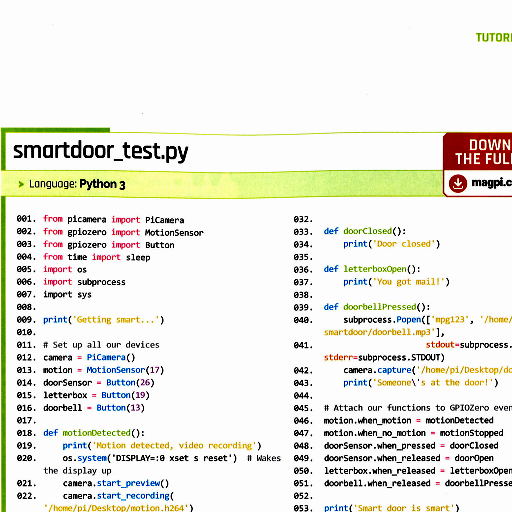 TUTOR
smartdoor_test.py
DOWN
THE FULL
> Language: Python 3
magpi.c
001. from picamera import PiCamera
002. from gpiozero import MotionSensor
003. from gpiozero import Button
004. from time import sleep
005. import os
006. import subprocess
007. import sys
008.
009. print('Getting smart...')
010.
011. # Set up all our devices
012. camera = PiCamera()
013. motion = MotionSensor(17)
014. doorSensor = Button(26)
015. letterbox = Button(19)
016. doorbell = Button(13)
017.
018. def motionDetected():
019. print('Motion detected, video recording')
020. os.system('DISPLAY=:0 xset s reset') # Wakes
the display up
021. camera.start_preview()
022. camera.start_recording(
'/home/pi/Desktop/motion.h264')
032.
033. def doorClosed():
034. print('Door closed')
035.
036. def letterboxOpen():
037. print('You got mail!')
038.
039. def doorbellPressed():
040. subprocess.Popen(['mpg123', '/home/
smartdoor/doorbell.mp3'],
041. stdout=subprocess.
stderr=subprocess.STDOUT)
042. camera.capture('/home/pi/Desktop/do
043. print('Someone\'s at the door!')
044.
045. # Attach our functions to GPIOZero even
046. motion.when_motion = motionDetected
047. motion.when_no_motion = motionStopped
048. doorSensor.when_pressed = doorClosed
049. doorSensor.when_released = doorOpen
050. letterbox.when_released = letterboxOpen
051. doorbell.when_released = doorbellPresse
052.
053. print('Smart door is smart')